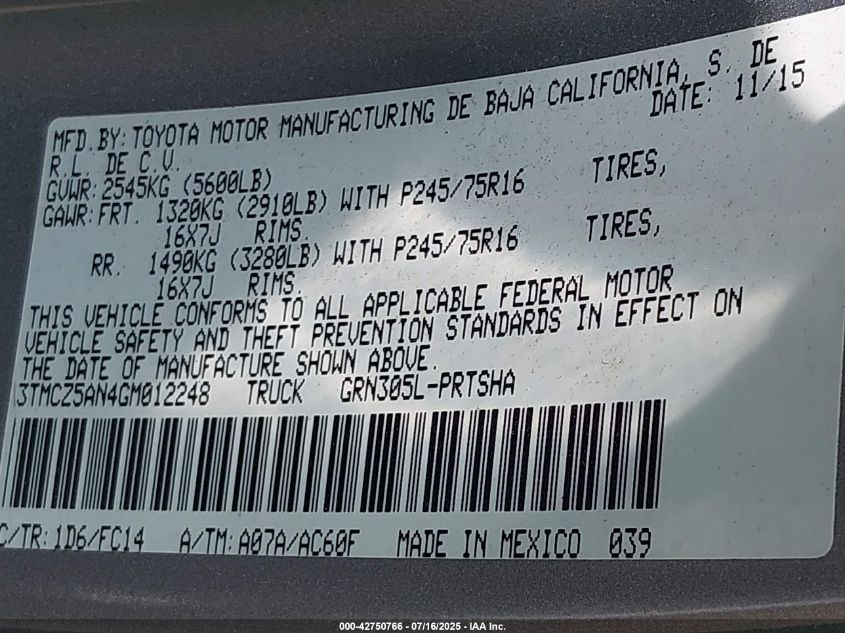 MFD.BY:TOYOTA MOTOR MANUFACTURING DE BAJA CALIFORNIA, S. DE
R.L. DE C.V. DATE: 11/15
GVWR:2545KG (5600LB)
GAWR:FRT. 1320KG (2910LB) WITH P245/75R16 TIRES,
16X7J RIMS.
RR. 1490KG (3280LB) WITH P245/75R16 TIRES,
16X7J RIMS.
THIS VEHICLE CONFORMS TO ALL APPLICABLE FEDERAL MOTOR
VEHICLE SAFETY AND THEFT PREVENTION STANDARDS IN EFFECT ON
THE DATE OF MANUFACTURE SHOWN ABOVE.
3TMCZ5AN4GM012248 TRUCK GRN305L-PRTSHA
C/TR:1D6/FC14 A/TM:A07A/AC60F MADE IN MEXICO 039
000-42750766 - 07/16/2025 - IAA Inc.